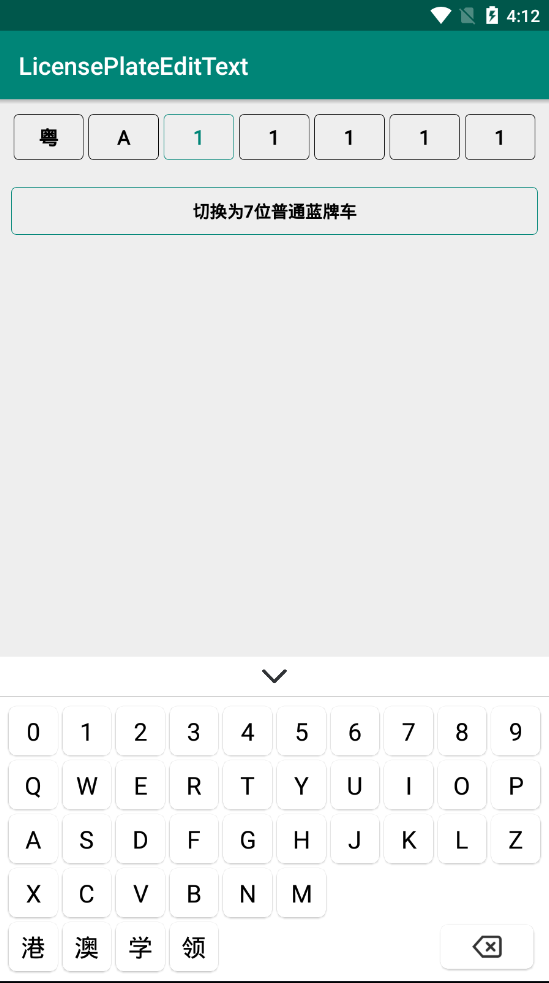 4:12
LicensePlateEditText
粤 A 1 1 1 1 1
切换为7位普通蓝牌车
0 1 2 3 4 5 6 7 8 9
Q W E R T Y U I O P
A S D F G H J K L Z
X C V B N M
港 澳 学 领